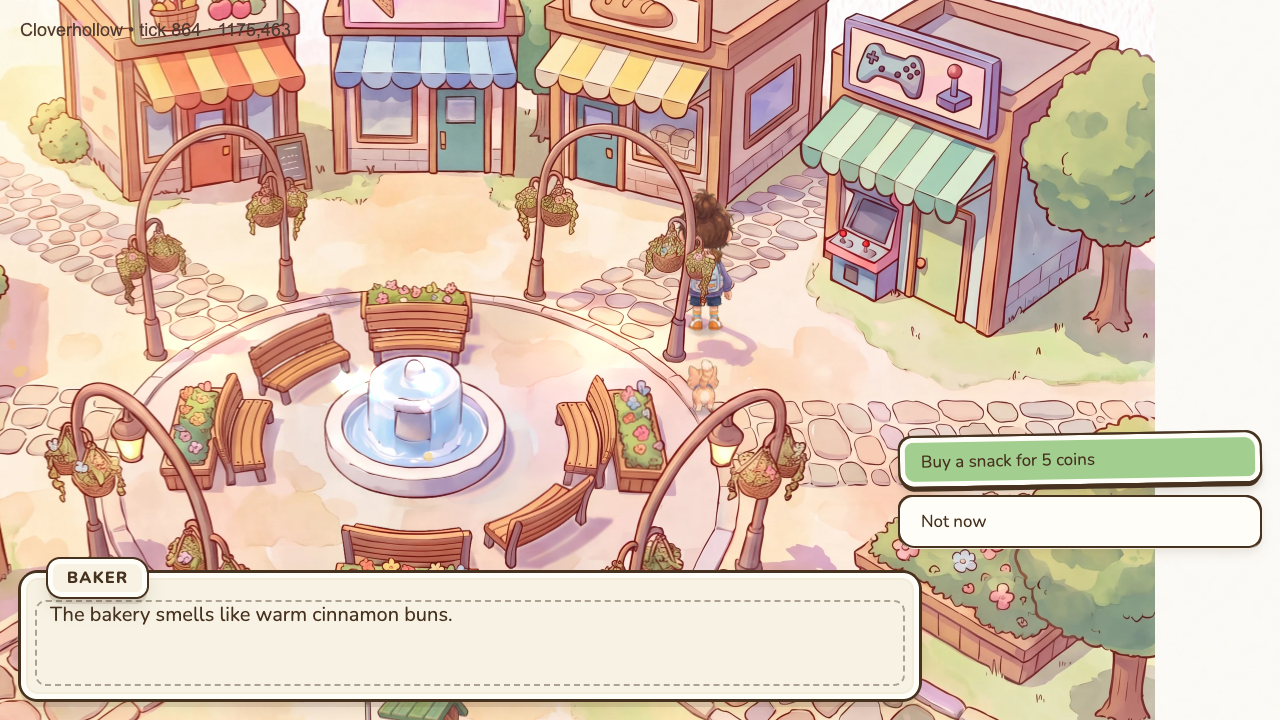 Cloverhollow • tick 864 · 1175,463
Buy a snack for 5 coins
Not now
BAKER
The bakery smells like warm cinnamon buns.